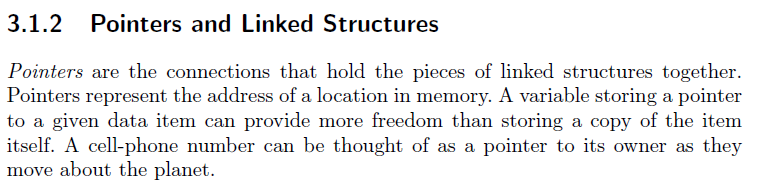 3.1.2 Pointers and Linked Structures
Pointers are the connections that hold the pieces of linked structures together.
Pointers represent the address of a location in memory. A variable storing a pointer
to a given data item can provide more freedom than storing a copy of the item
itself. A cell-phone number can be thought of as a pointer to its owner as they
move about the planet.